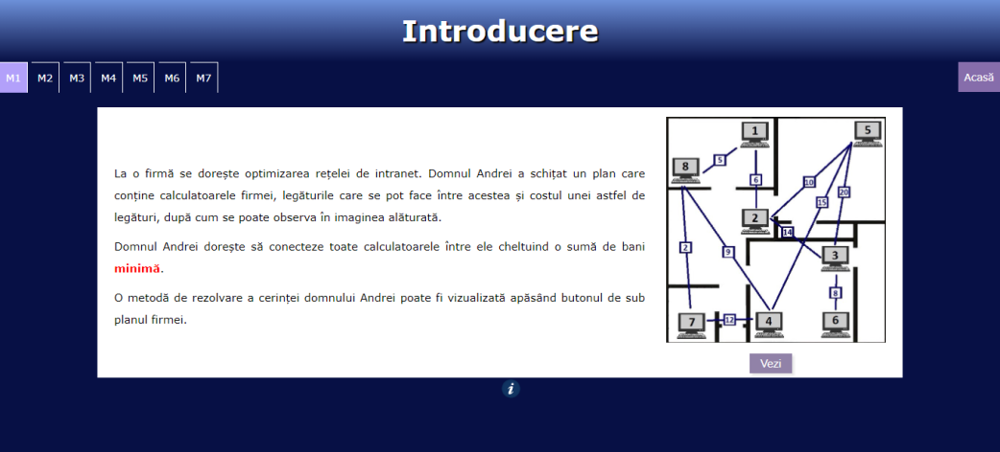 Introducere
M1 M2 M3 M4 M5 M6 M7 Acasă
La o firmă se dorește optimizarea rețelei de intranet. Domnul Andrei a schițat un plan care
conține calculatoarele firmei, legăturile care se pot face între acestea și costul unei astfel de
legături, după cum se poate observa în imaginea alăturată.
Domnul Andrei dorește să conecteze toate calculatoarele între ele cheltuind o sumă de bani
minimă.
O metodă de rezolvare a cerinței domnului Andrei poate fi vizualizată apăsând butonul de sub
planul firmei.
1 5
5
8
6 10
20
15
2
14
2 9 3
8
7 12 4 6
Vezi
i